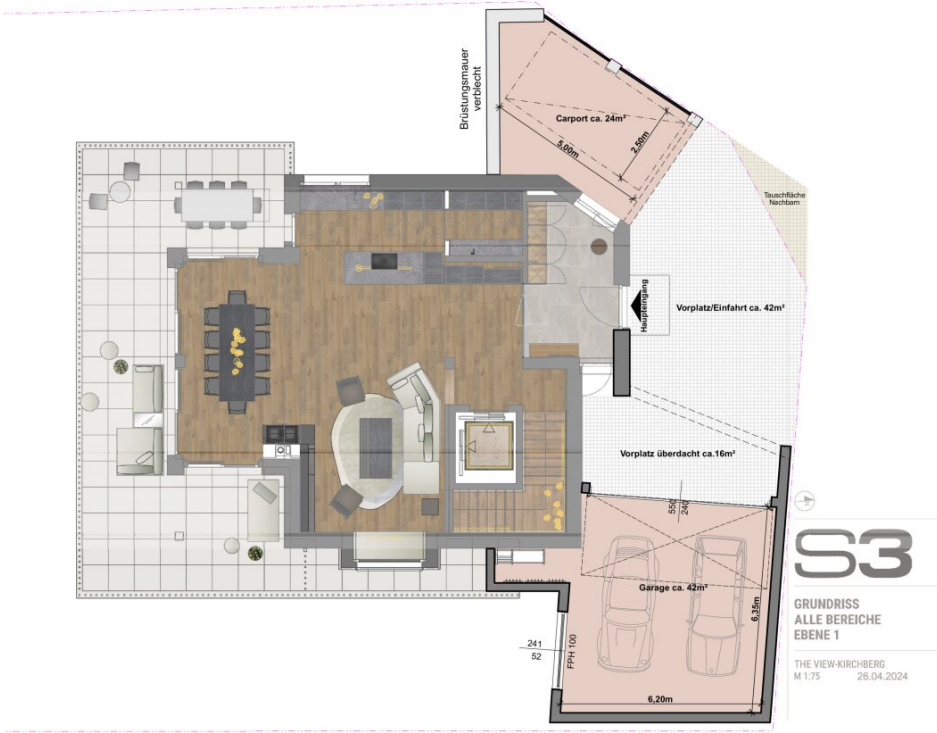 Brüstungsmauer
verblecht
Carport ca. 24m²
5,00m
2,50m
Tauschfläche
Nachbarn
Haupteingang
Vorplatz/Einfahrt ca. 42m²
Vorplatz überdacht ca.16m²
550
240
Garage ca. 42m²
6,35m
241
52
FPH 100
6,20m
S3
GRUNDRISS
ALLE BEREICHE
EBENE 1
THE VIEW-KIRCHBERG
M 1:75 26.04.2024